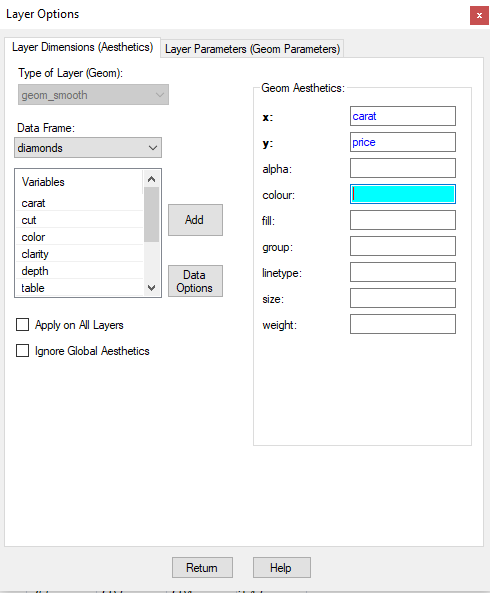 Layer Options
x
Layer Dimensions (Aesthetics)
Layer Parameters (Geom Parameters)
Type of Layer (Geom):
geom_smooth
Data Frame:
diamonds
Variables
carat
cut
color
clarity
depth
table
Add
Data
Options
Apply on All Layers
Ignore Global Aesthetics
Geom Aesthetics:
x: carat
y: price
alpha:
colour:
fill:
group:
linetype:
size:
weight:
Return
Help